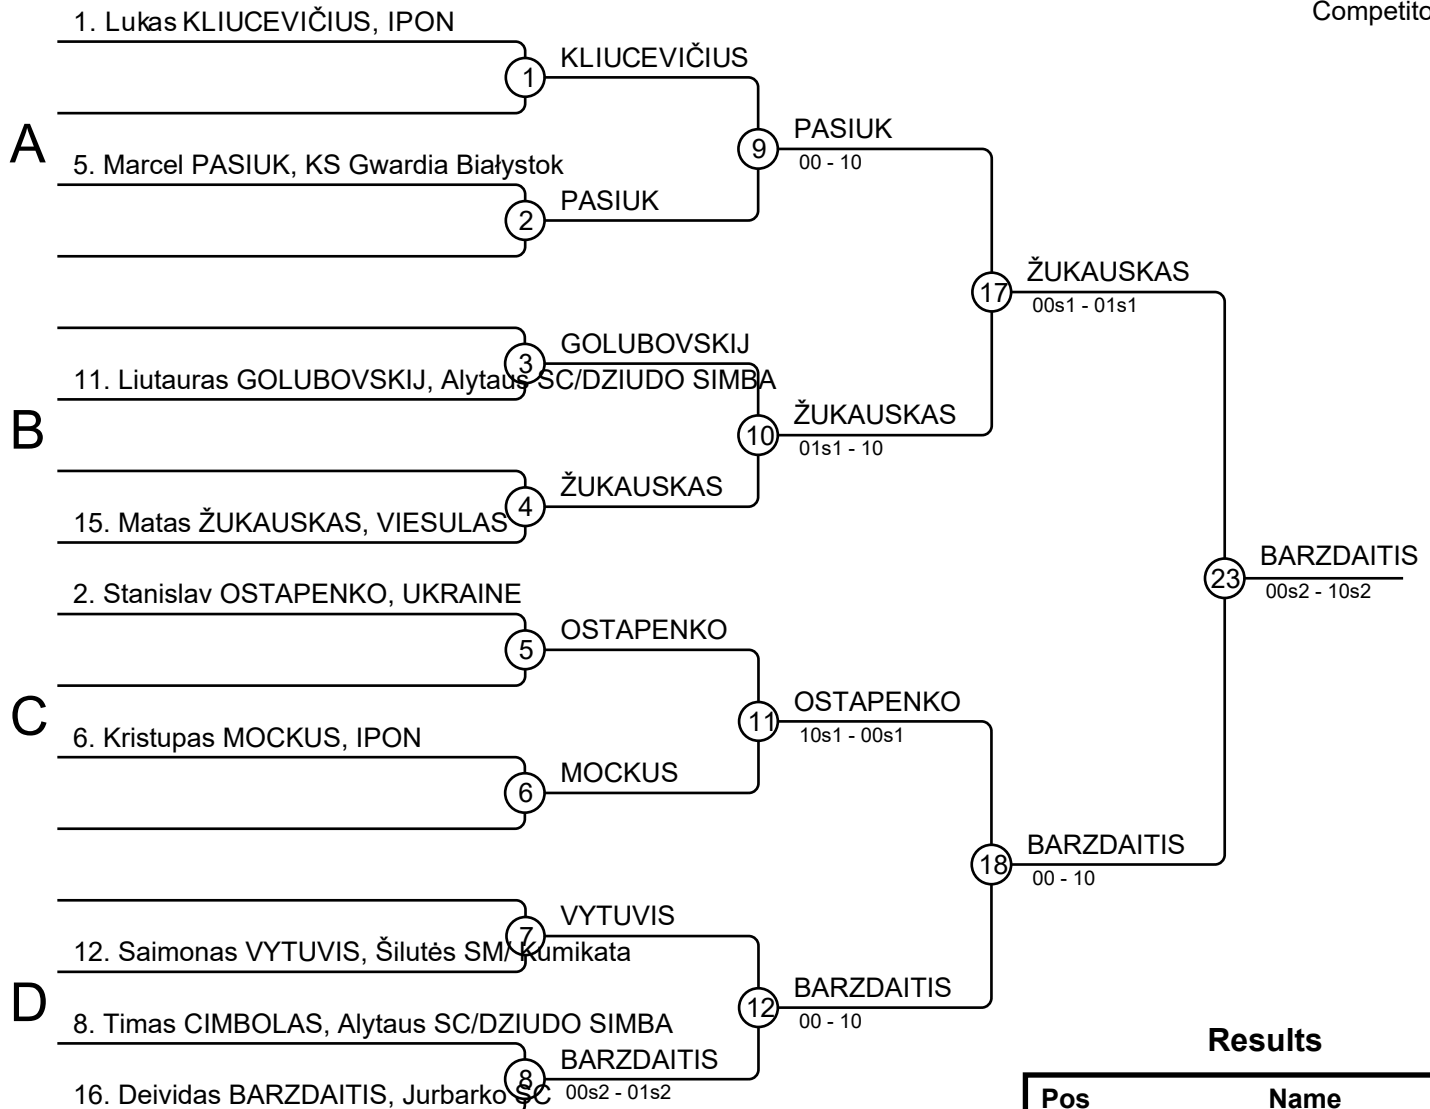 Competito
1. Lukas KLIUCEVIČIUS, IPON
1
KLIUCEVIČIUS
A
9
PASIUK
00 - 10
5. Marcel PASIUK, KS Gwardia Białystok
2
PASIUK
17
ŽUKAUSKAS
00s1 - 01s1
3
GOLUBOVSKIJ
11. Liutauras GOLUBOVSKIJ, Alytaus SC/DZIUDO SIMBA
B
10
ŽUKAUSKAS
01s1 - 10
4
ŽUKAUSKAS
15. Matas ŽUKAUSKAS, VIESULAS
23
BARZDAITIS
00s2 - 10s2
2. Stanislav OSTAPENKO, UKRAINE
5
OSTAPENKO
C
11
OSTAPENKO
10s1 - 00s1
6. Kristupas MOCKUS, IPON
6
MOCKUS
18
BARZDAITIS
00 - 10
7
VYTUVIS
12. Saimonas VYTUVIS, Šilutės SM/ Kumikata
D
12
BARZDAITIS
00 - 10
8. Timas CIMBOLAS, Alytaus SC/DZIUDO SIMBA
8
BARZDAITIS
00s2 - 01s2
16. Deividas BARZDAITIS, Jurbarko SC
Results
Pos Name